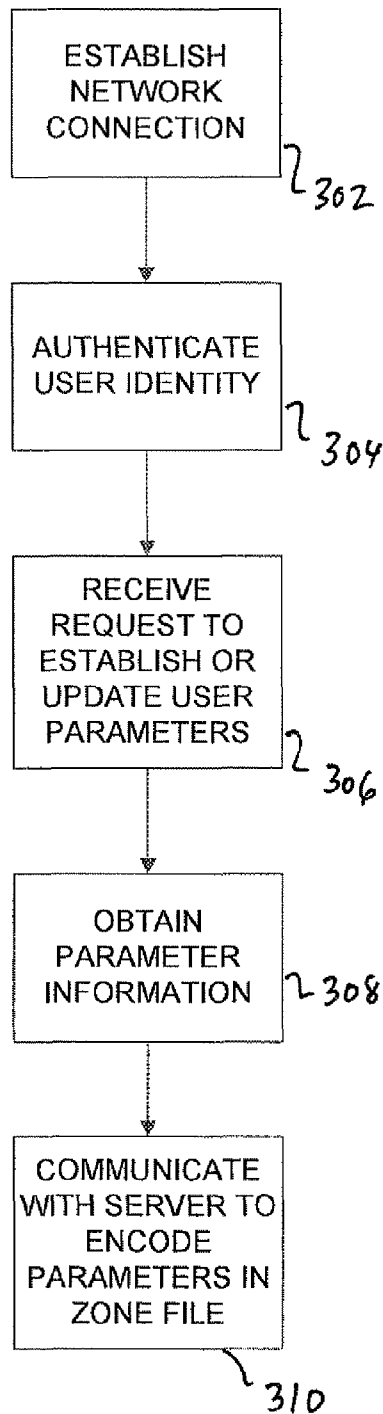 ESTABLISH
NETWORK
CONNECTION
302
AUTHENTICATE
USER IDENTITY
304
RECEIVE
REQUEST TO
ESTABLISH OR
UPDATE USER
PARAMETERS
306
OBTAIN
PARAMETER
INFORMATION
308
COMMUNICATE
WITH SERVER TO
ENCODE
PARAMETERS IN
ZONE FILE
310